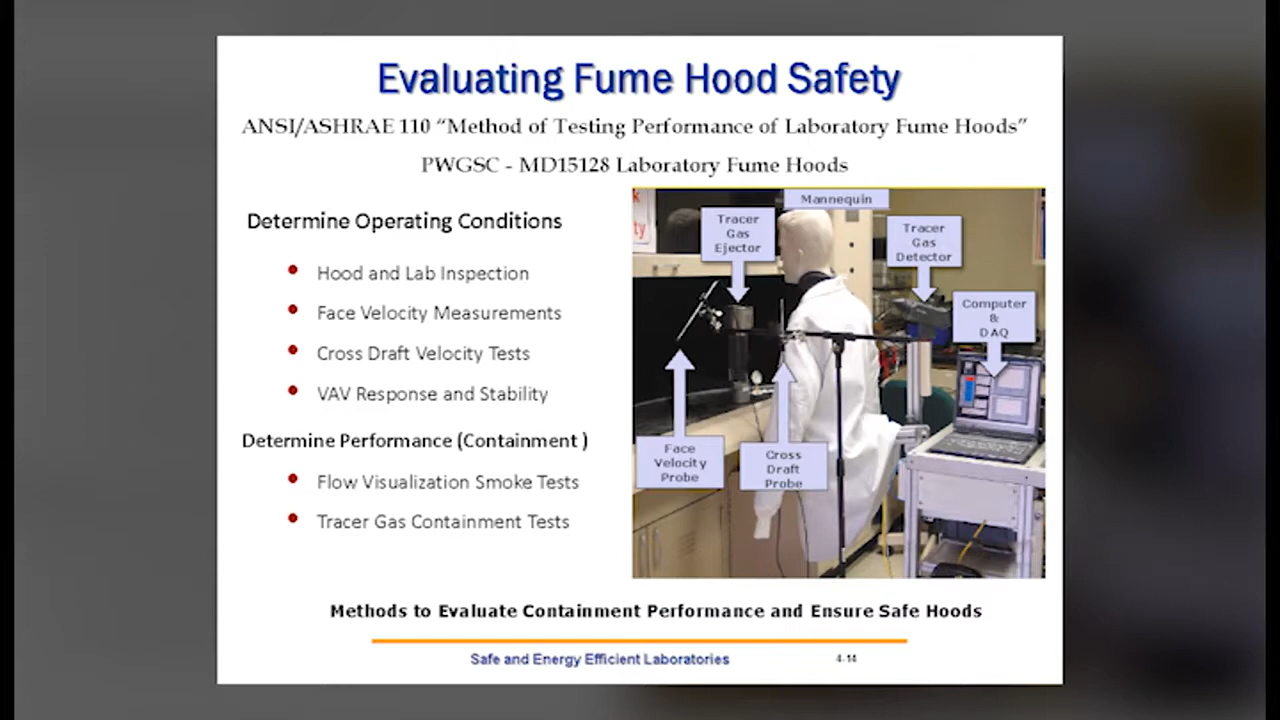 Evaluating Fume Hood Safety
ANSI/ASHRAE 110 “Method of Testing Performance of Laboratory Fume Hoods”
PWGSC - MD15128 Laboratory Fume Hoods
Determine Operating Conditions
Hood and Lab Inspection
Face Velocity Measurements
Cross Draft Velocity Tests
VAV Response and Stability
Determine Performance (Containment )
Flow Visualization Smoke Tests
Tracer Gas Containment Tests
Mannequin
Tracer
Gas
Ejector
Tracer
Gas
Detector
Computer
&
DAQ
Face
Velocity
Probe
Cross
Draft
Probe
Methods to Evaluate Containment Performance and Ensure Safe Hoods
Safe and Energy Efficient Laboratories
4-14